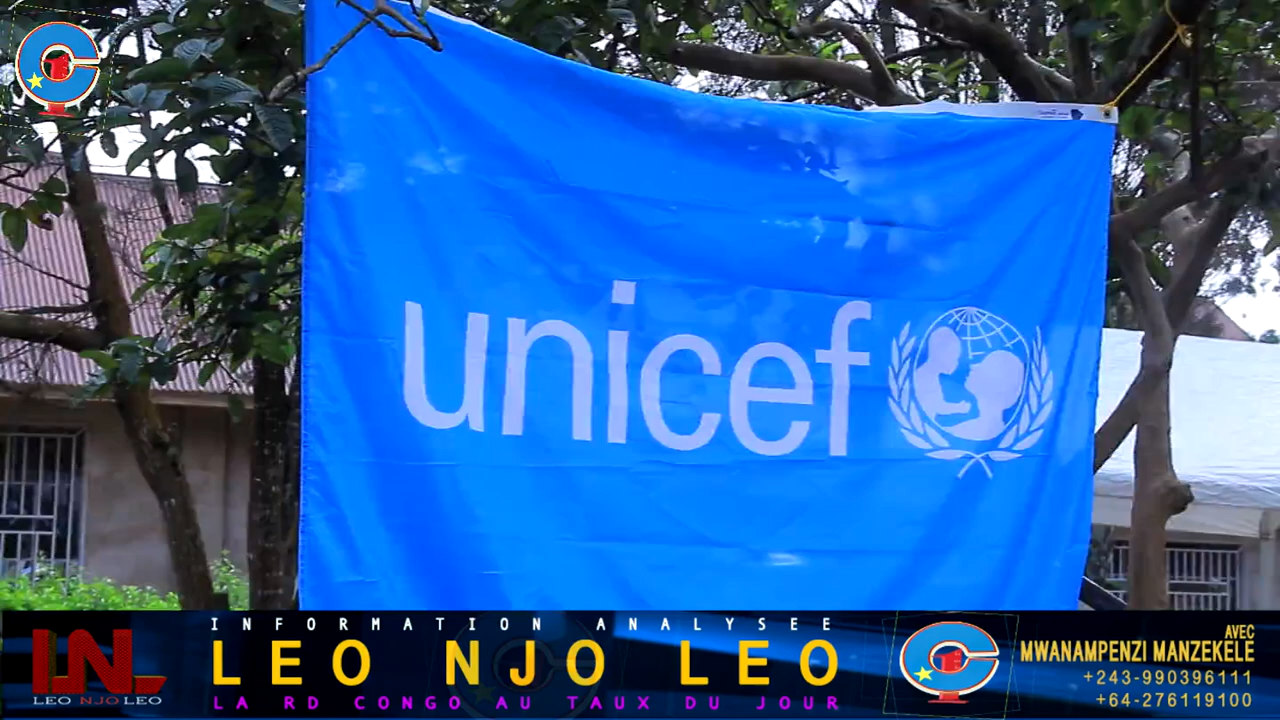 unicef
INFORMATION ANALYSEE
LEO NJO LEO
LA RD CONGO AU TAUX DU JOUR
LEO NJO LEO
AVEC
MWANAMPENZI MANZEKELE
+243-990396111
+64-276119100